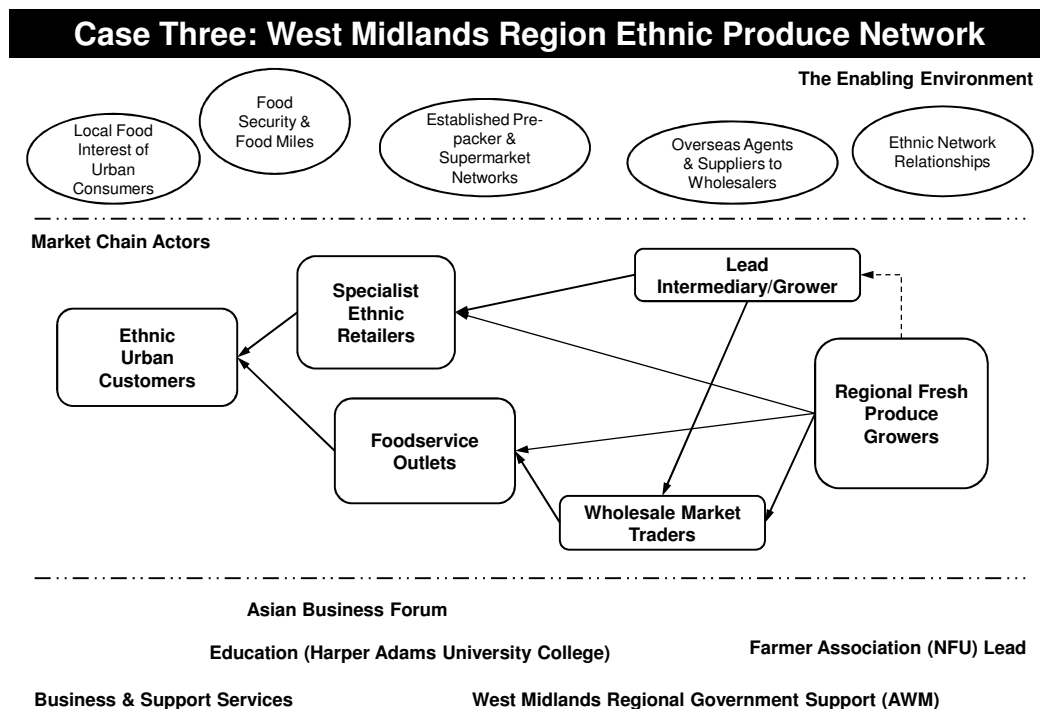 Case Three: West Midlands Region Ethnic Produce Network
The Enabling Environment
Local Food
Interest of
Urban
Consumers
Food
Security &
Food Miles
Established Pre-
packer &
Supermarket
Networks
Overseas Agents
& Suppliers to
Wholesalers
Ethnic Network
Relationships
Market Chain Actors
Ethnic
Urban
Customers
Specialist
Ethnic
Retailers
Lead
Intermediary/Grower
Foodservice
Outlets
Regional Fresh
Produce
Growers
Wholesale Market
Traders
Asian Business Forum
Education (Harper Adams University College)
Farmer Association (NFU) Lead
Business & Support Services
West Midlands Regional Government Support (AWM)